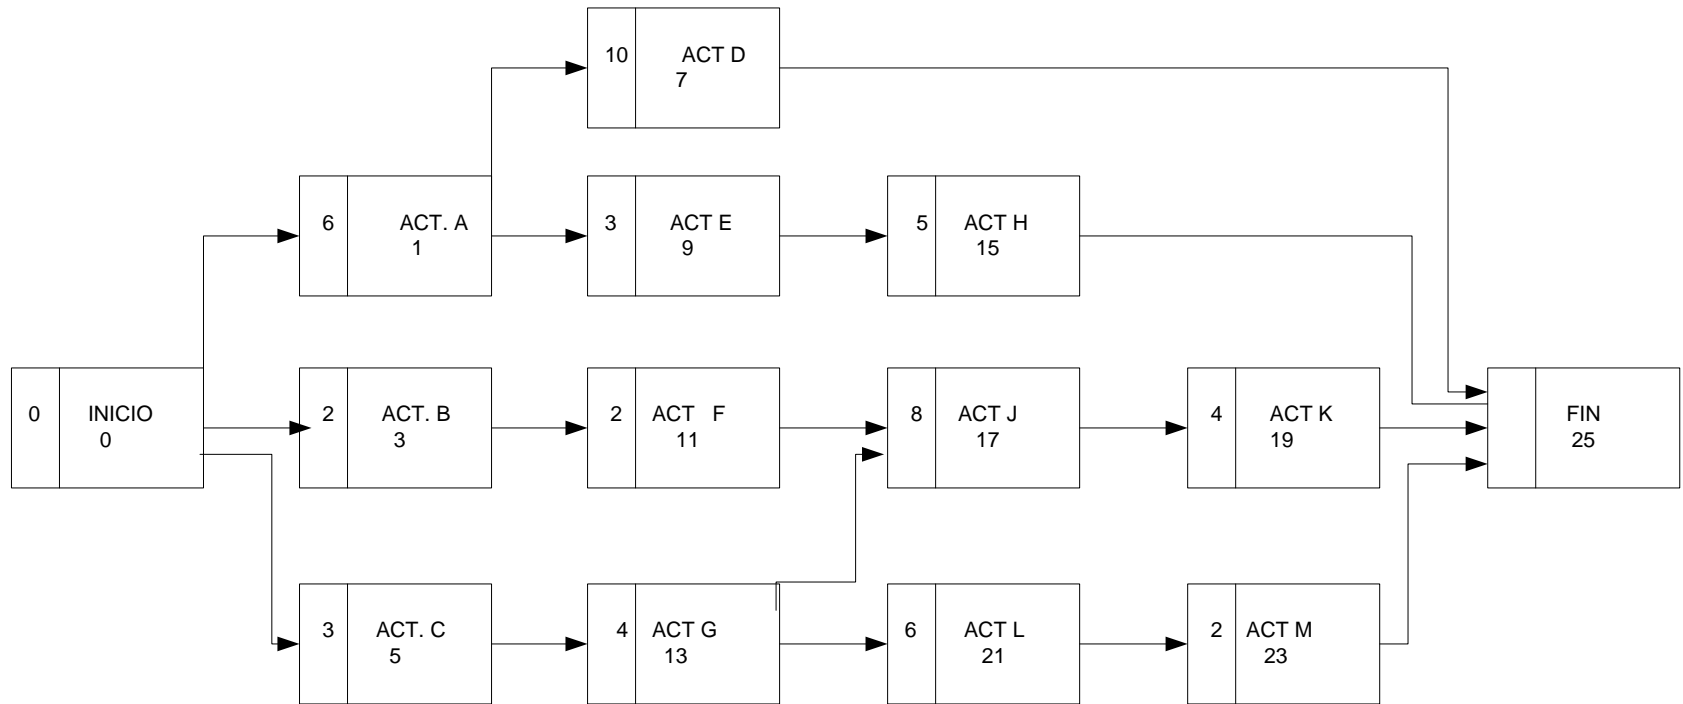 10 ACT D
7
6 ACT. A
1
3 ACT E
9
5 ACT H
15
0 INICIO
0
2 ACT. B
3
2 ACT F
11
8 ACT J
17
4 ACT K
19
FIN
25
3 ACT. C
5
4 ACT G
13
6 ACT L
21
2 ACT M
23